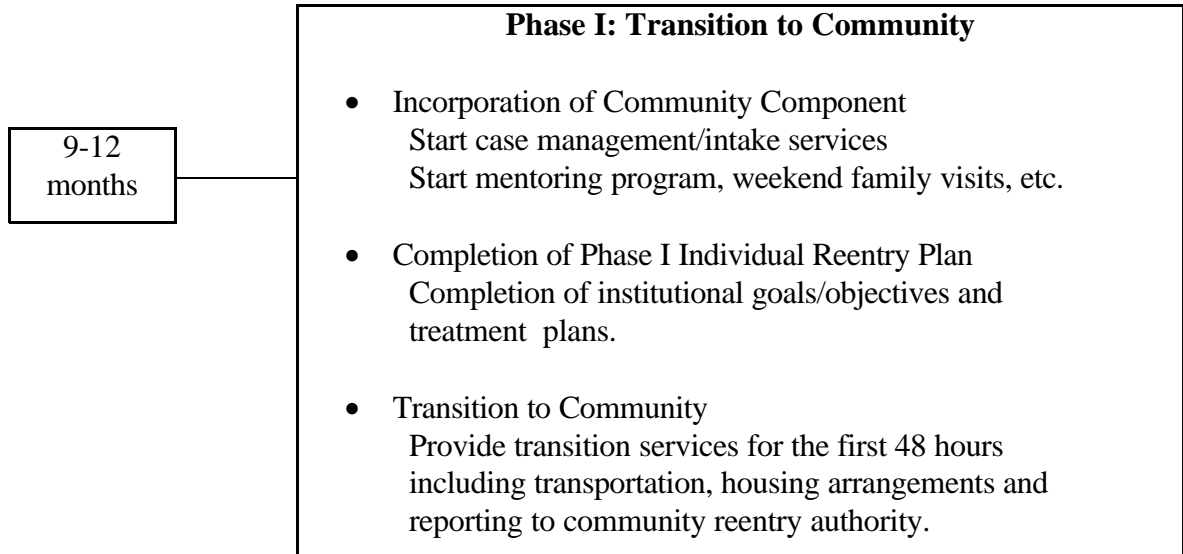 Phase I: Transition to Community
• Incorporation of Community Component
Start case management/intake services
Start mentoring program, weekend family visits, etc.
9-12
months
• Completion of Phase I Individual Reentry Plan
Completion of institutional goals/objectives and
treatment plans.
• Transition to Community
Provide transition services for the first 48 hours
including transportation, housing arrangements and
reporting to community reentry authority.